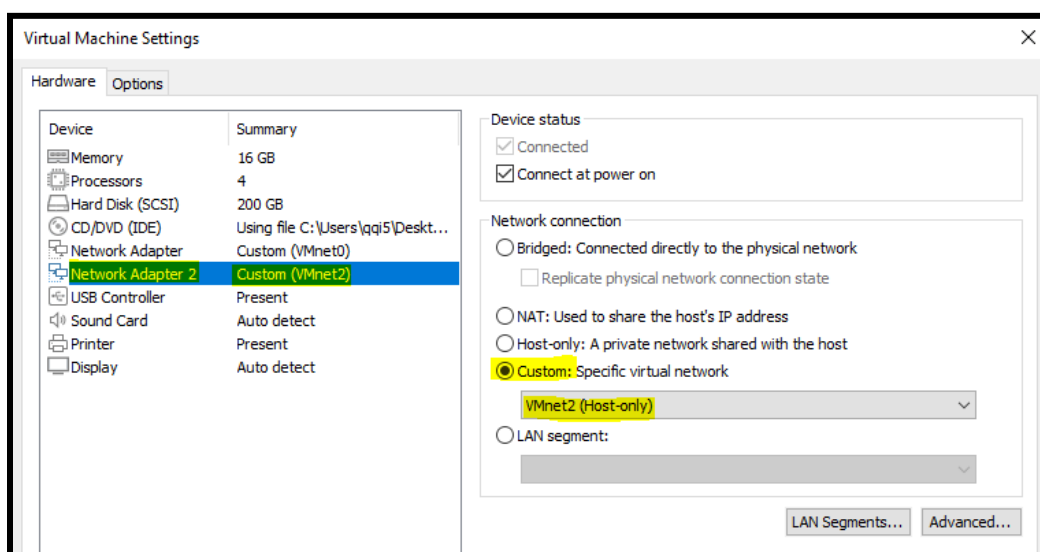 Virtual Machine Settings
Hardware Options
Device Summary
Memory 16 GB
Processors 4
Hard Disk (SCSI) 200 GB
CD/DVD (IDE) Using file C:\Users\qqi5\Deskt...
Network Adapter Custom (VMnet0)
Network Adapter 2 Custom (VMnet2)
USB Controller Present
Sound Card Auto detect
Printer Present
Display Auto detect
Device status
Connected
Connect at power on
Network connection
Bridged: Connected directly to the physical network
Replicate physical network connection state
NAT: Used to share the host's IP address
Host-only: A private network shared with the host
Custom: Specific virtual network
VMnet2 (Host-only)
LAN segment:
LAN Segments... Advanced...